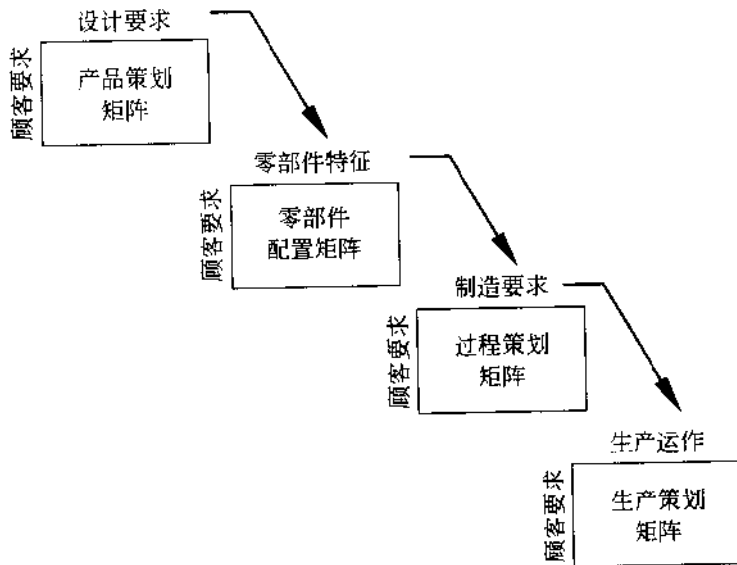 设计要求
顾客要求
产品策划
矩阵
零部件特征
顾客要求
零部件
配置矩阵
制造要求
顾客要求
过程策划
矩阵
生产运作
顾客要求
生产策划
矩阵